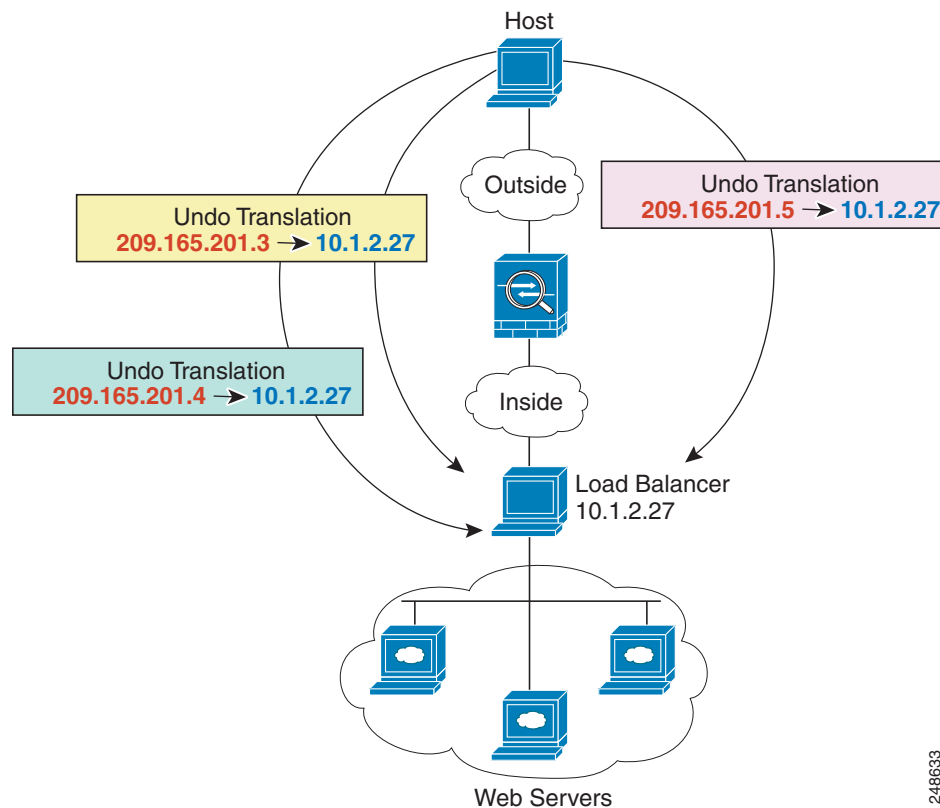 Host
Outside
Undo Translation
209.165.201.5 → 10.1.2.27
Undo Translation
209.165.201.3 → 10.1.2.27
Undo Translation
209.165.201.4 → 10.1.2.27
Inside
Load Balancer
10.1.2.27
Web Servers
248633